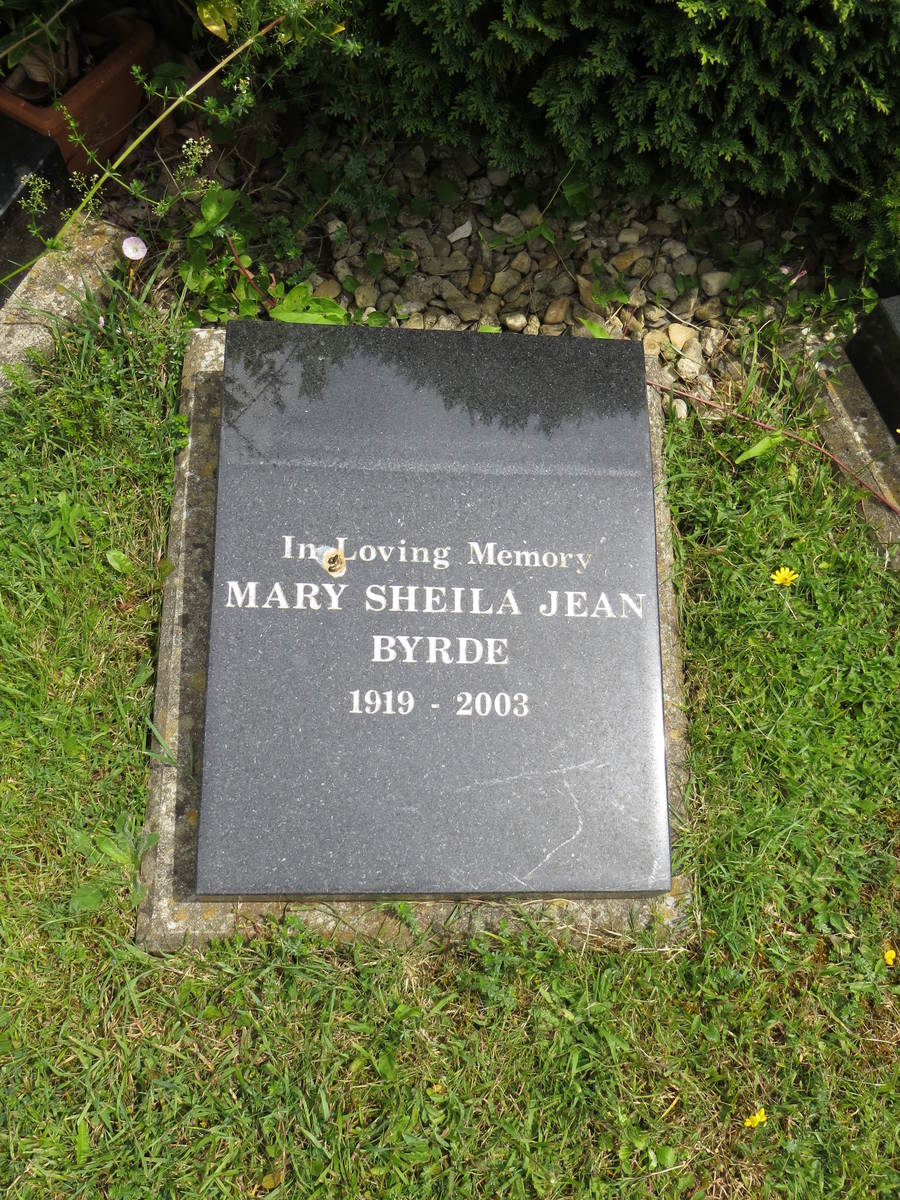 In Loving Memory
MARY SHEILA JEAN
BYRDE
1919 - 2003